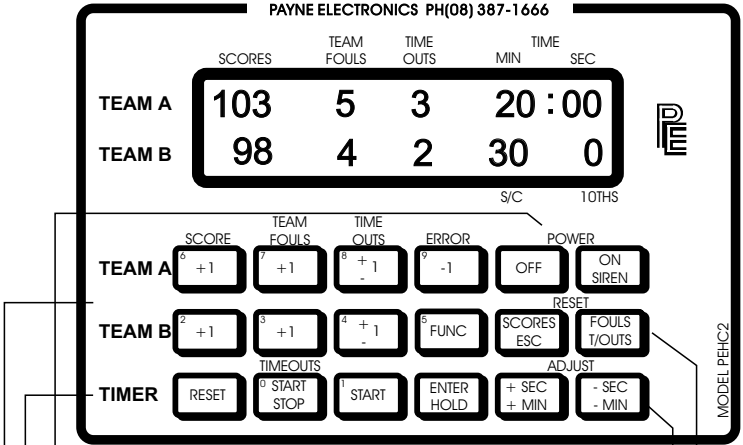 PAYNE ELECTRONICS PH(08) 387-1666
SCORES TEAM FOULS TIME OUTS TIME MIN SEC
TEAM A 103 5 3 20 : 00
TEAM B 98 4 2 30 0
S/C 10THS
SCORE TEAM FOULS TIME OUTS ERROR POWER
TEAM A 6 +1 7 +1 8 + - 1 9 -1 OFF ON SIREN
RESET
TEAM B 2 +1 3 +1 4 + - 1 5 FUNC SCORES ESC FOULS T/OUTS
TIMEOUTS ADJUST
TIMER RESET 0 START STOP 1 START ENTER HOLD + SEC + MIN - SEC - MIN
MODEL PEHC2
PE